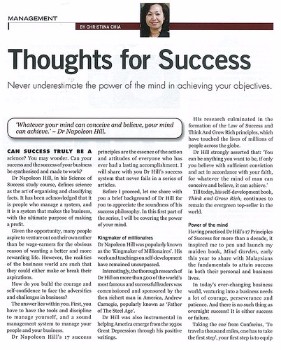 MANAGEMENT
BY CHRISTINA CHIA
Thoughts for Success
Never underestimate the power of the mind in achieving your objectives.
'Whatever your mind can conceive and believe, your mind
can achieve.' – Dr Napoleon Hill.
CAN SUCCESS TRULY BE A
science? You may wonder. Can your
success and the success of your business
be synthesized and made to work?
Dr Napoleon Hill, in his Science
of Success study course, defines science
as the art of organising and classifying
facts. It has been acknowledged that it
is people who manage a system, and
it is a system that makes the business,
with the ultimate purpose of making
a profit.
Given the opportunity, many people
aspire to venture out on their own rather
than be wage-earners for the obvious
reason of wanting a better and more
rewarding life. However, the realities
of the business world are such that
they could either make or break their
aspirations.
How do you build the courage and
self-confidence to face the adversities
and challenges in business?
The answer lies within you. First, you
have to have the tools and discipline
to manage yourself, and a sound
management system to manage your
people and your business.
Dr Napoleon Hill's 17 success
principles are the essence of the action
and attitudes of everyone who has
ever had a lasting accomplishment. I
will share with you Dr Hill's success
system that never fails in a series of
articles.
Before I proceed, let me share with
you a brief background of Dr Hill for
you to appreciate the soundness of his
success philosophy. In this first part of
the series, I will be covering the power
of your mind.
Kingmaker of millionaires
Dr Napoleon Hill was popularly known
as the 'Kingmaker of Millionaires'. His
work and teachings on self-development
have remained unsurpassed.
Interestingly, the thorough research of
Dr Hill on more than 500 of the world's
most famous and successful leaders was
commissioned and sponsored by the
then richest man in America, Andrew
Carnegie, popularly known as 'Father
of The Steel Age'.
Dr Hill was also instrumental in
helping America emerge from the 1930s
Great Depression through his positive
writings.
His research culminated in the
formation of the Law of Success and
Think And Grow Rich principles, which
have touched the lives of millions of
people across the globe.
Dr Hill strongly asserted that: 'You
can be anything you want to be, if only
you believe with sufficient conviction
and act in accordance with your faith,
for whatever the mind of man can
conceive and believe, it can achieve.'
Till today, his self-development book,
Think and Grow Rich, continues to
remain the evergreen top-seller in the
world.
Power of the mind
Having practised Dr Hill's 17 Principles
of Success for more than a decade, it
inspired me to pen and launch my
maiden book,
this year to share with Malaysians
the fundamentals to attain success
in both their personal and business
lives.
In today's ever-changing business
world, venturing into a business needs
a lot of courage, perseverance and
patience. And there is no such thing as
overnight success! It is either success
or failure.
Taking the cue from Confucius, 'To
travel a thousand miles, one has to take
the first step', your first step is to equip